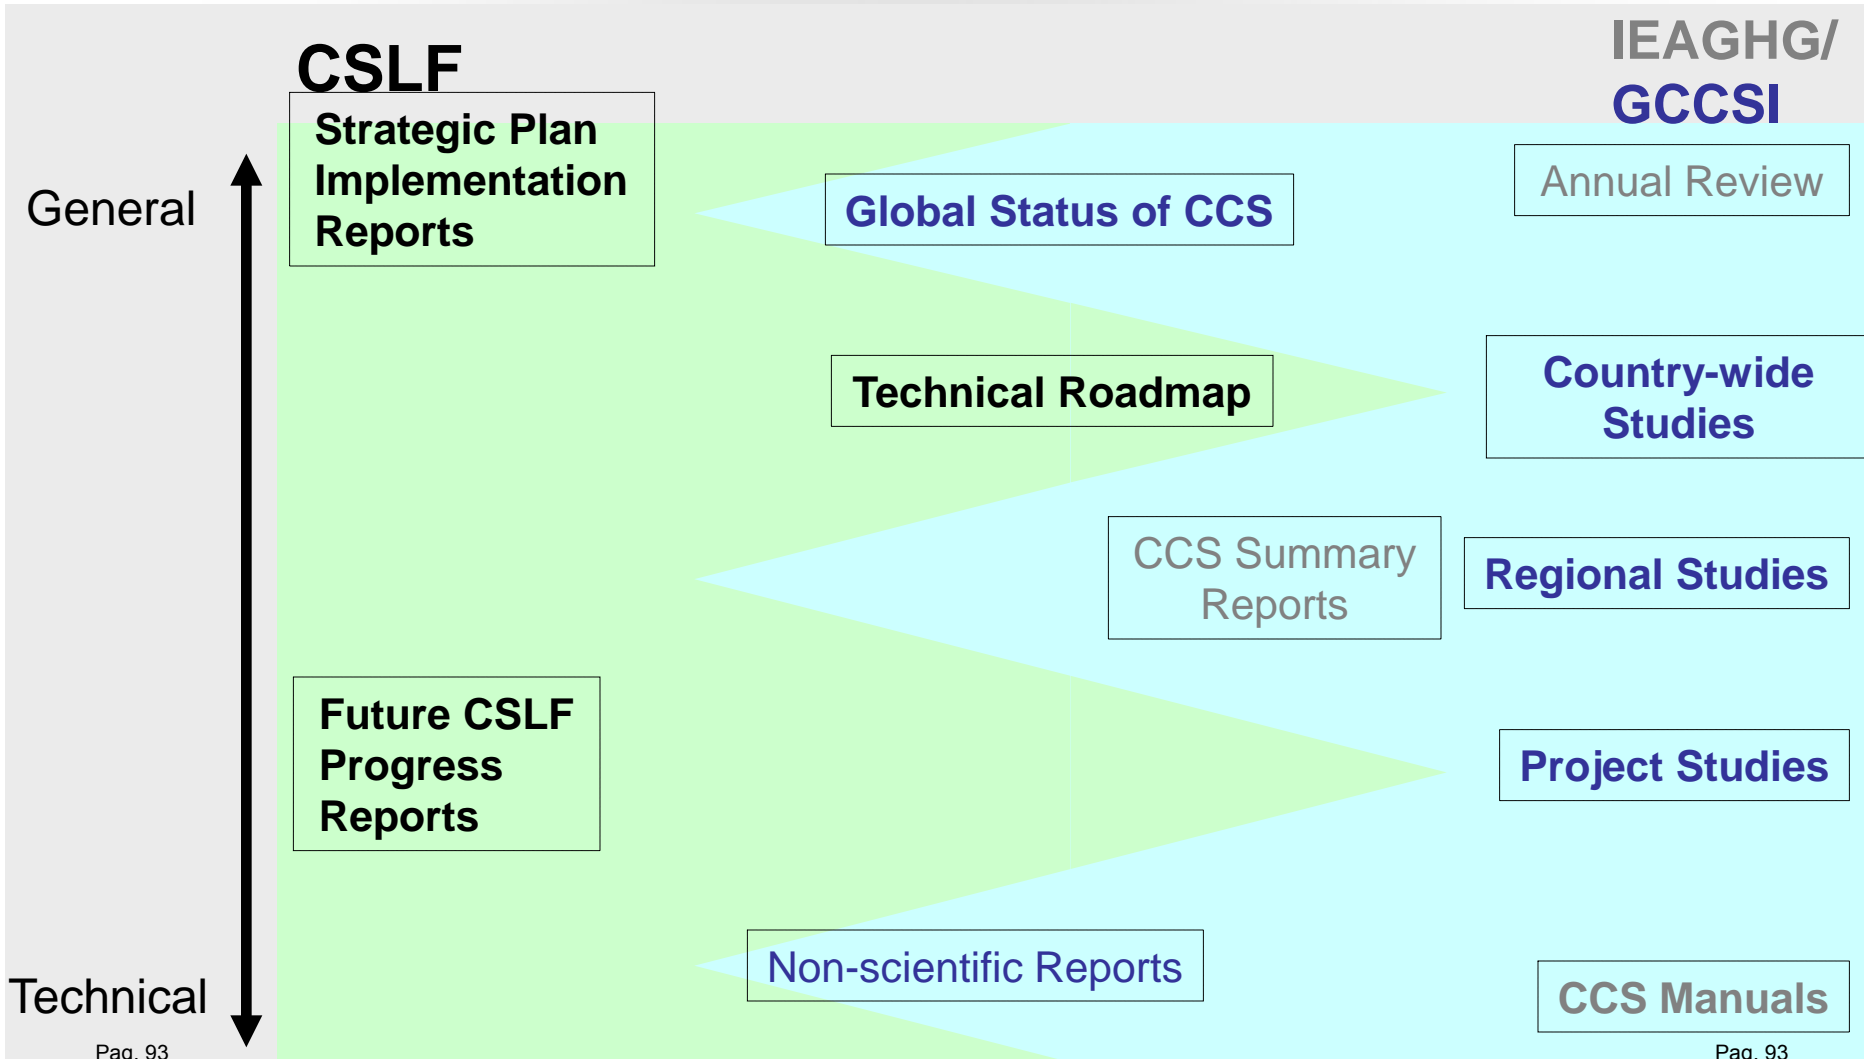 CSLF
IEAGHG/
GCCSI
General
Strategic Plan
Implementation
Reports
Global Status of CCS
Annual Review
Technical Roadmap
Country-wide
Studies
CCS Summary
Reports
Regional Studies
Future CSLF
Progress
Reports
Project Studies
Non-scientific Reports
Technical
CCS Manuals
Pag. 93
Pag. 93